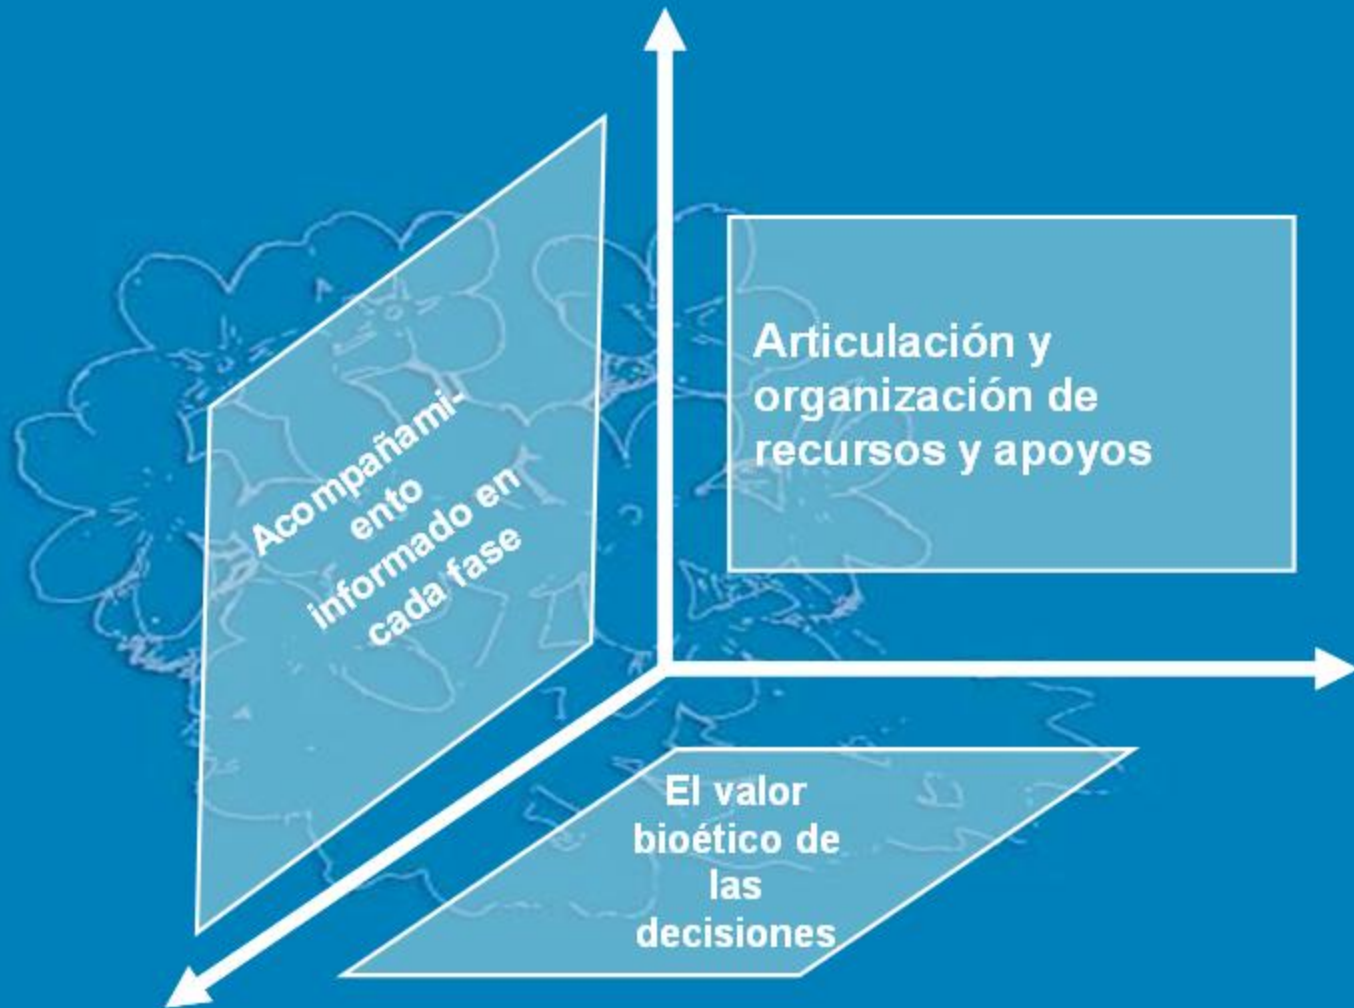 Acompañami-
ento
informado en
cada fase
Articulación y
organización de
recursos y apoyos
El valor
bioético de
las
decisiones